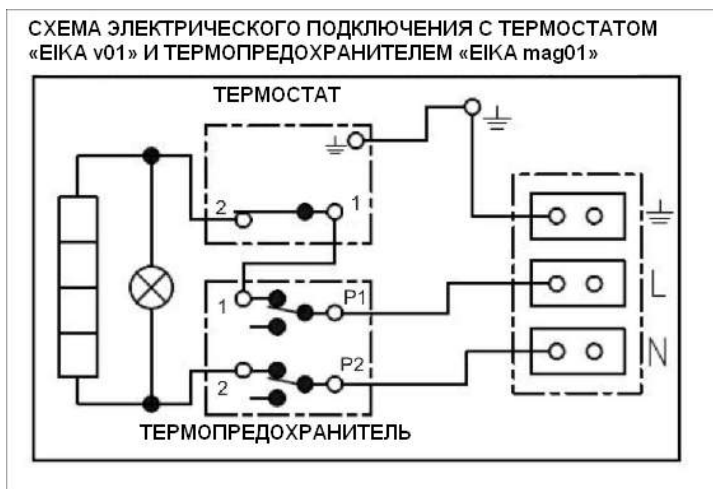 СХЕМА ЭЛЕКТРИЧЕСКОГО ПОДКЛЮЧЕНИЯ С ТЕРМОСТАТОМ
«EIKA v01» И ТЕРМОПРЕДОХРАНИТЕЛЕМ «EIKA mag01»
ТЕРМОСТАТ
2
1
1
P1
L
2
P2
N
ТЕРМОПРЕДОХРАНИТЕЛЬ